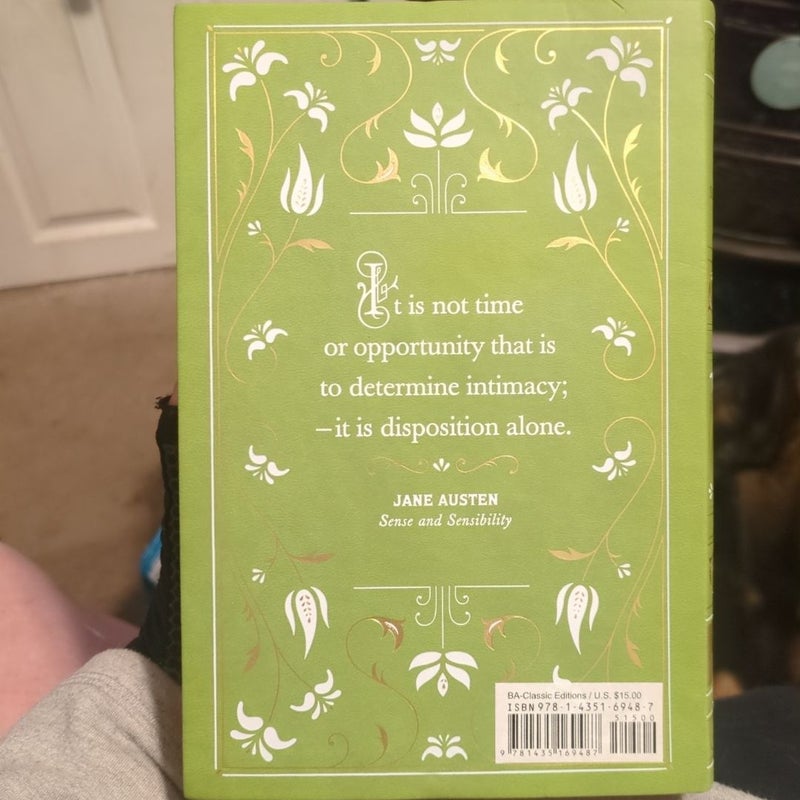 It is not time
or opportunity that is
to determine intimacy;
—it is disposition alone.
JANE AUSTEN
Sense and Sensibility
BA-Classic Editions / U.S. $15.00
ISBN 978-1-4351-6948-7
51500
9 781435 169487